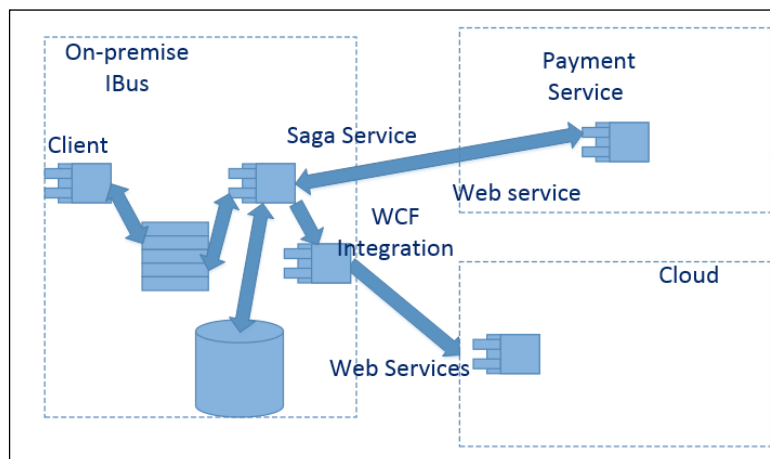 On-premise
IBus
Client
Saga Service
Payment
Service
Web service
WCF
Integration
Cloud
Web Services